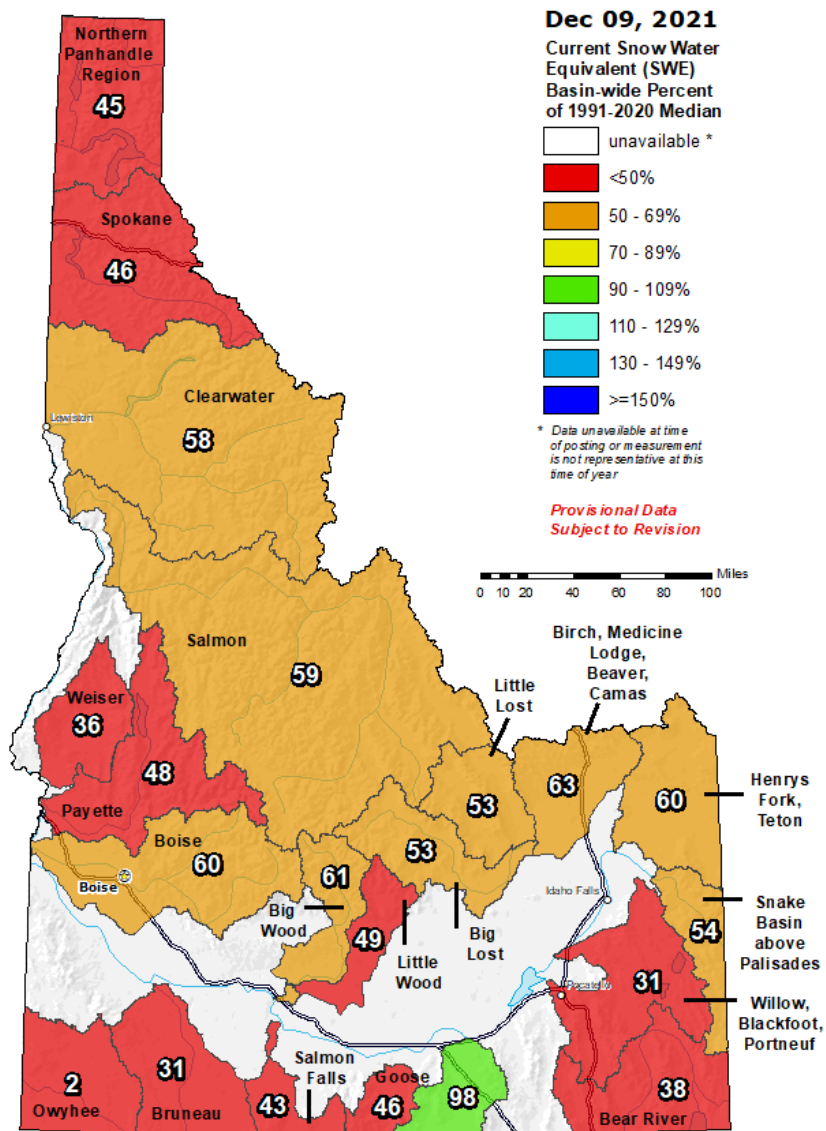 Dec 09, 2021
Current Snow Water
Equivalent (SWE)
Basin-wide Percent
of 1991-2020 Median
unavailable *
<50%
50 - 69%
70 - 89%
90 - 109%
110 - 129%
130 - 149%
>=150%
* Data unavailable at time
of posting or measurement
is not representative at this
time of year
Provisional Data
Subject to Revision
Miles
0 10 20 40 60 80 100
Northern
Panhandle
Region
45
Spokane
46
Clearwater
58
Lewiston
Salmon
59
Weiser
36
48
Payette
Boise
60
Boise
Big
Wood
61
49
Little
Wood
53
Big
Lost
Little
Lost
53
Birch, Medicine
Lodge,
Beaver,
Camas
63
60
Henrys
Fork,
Teton
Idaho Falls
54
Snake
Basin
above
Palisades
Pocatello
31
Willow,
Blackfoot,
Portneuf
2
Owyhee
31
Bruneau
43
Salmon
Falls
Goose
46
98
38
Bear River